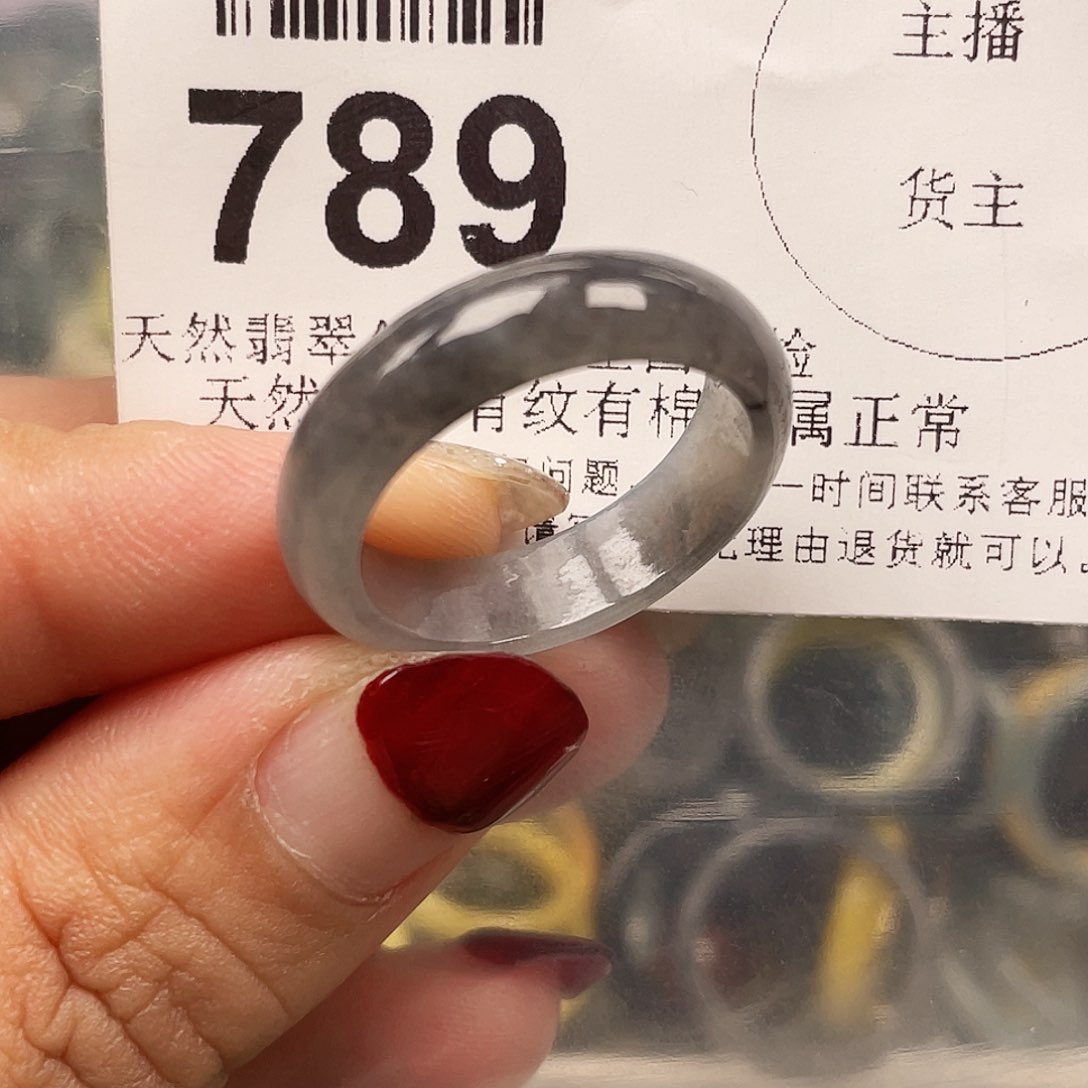 主播
789
货主
天然翡翠 检
天然 有纹有棉 属正常
问题 一时间联系客服
理由退货就可以